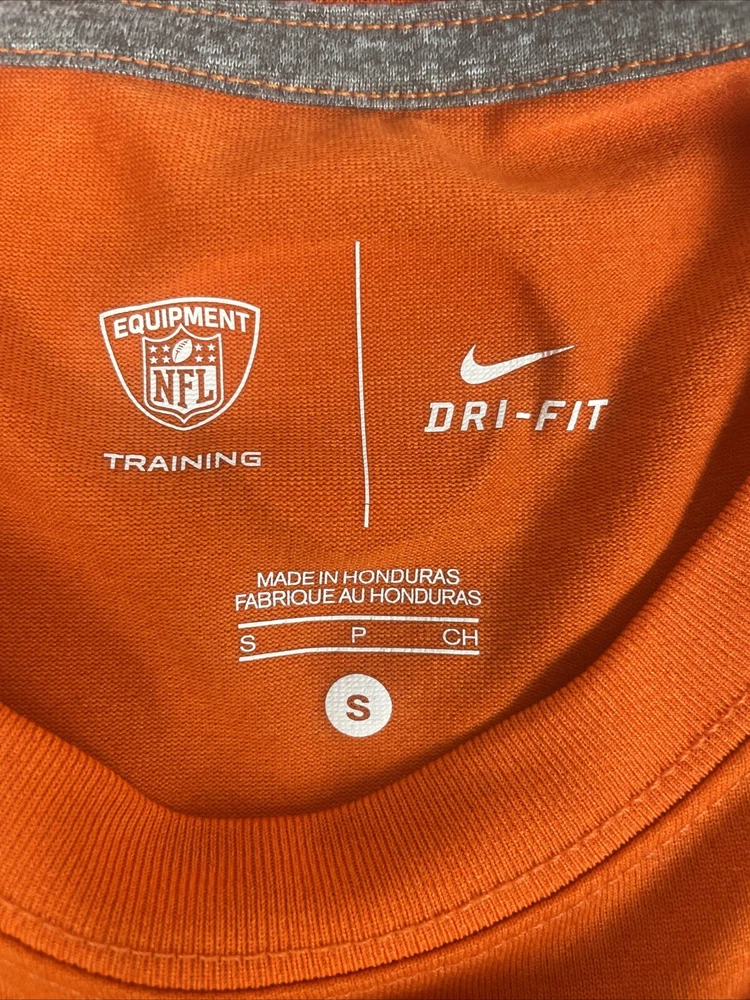 EQUIPMENT
NFL
TRAINING
DRI-FIT
MADE IN HONDURAS
FABRIQUE AU HONDURAS
S P CH
S